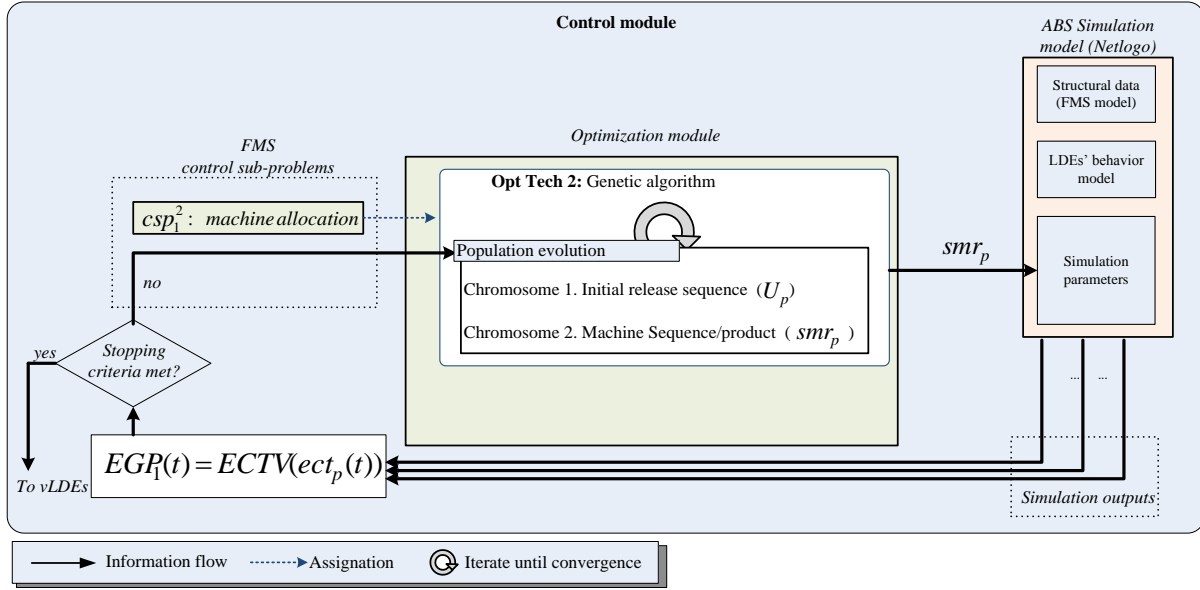 Control module
ABS Simulation
model (Netlogo)
Structural data
(FMS model)
LDEs' behavior
model
Simulation
parameters
Optimization module
FMS
control sub-problems
Opt Tech 2: Genetic algorithm
csp₁²: machine allocation
Population evolution
smrₚ
no
Chromosome 1. Initial release sequence (Uₚ)
Chromosome 2. Machine Sequence/product ( smrₚ )
yes
Stopping
criteria met?
... ...
EGP₁(t) = ECTV(ectₚ(t))
To vLDEs
Simulation outputs
Information flow
Assignation
Iterate until convergence